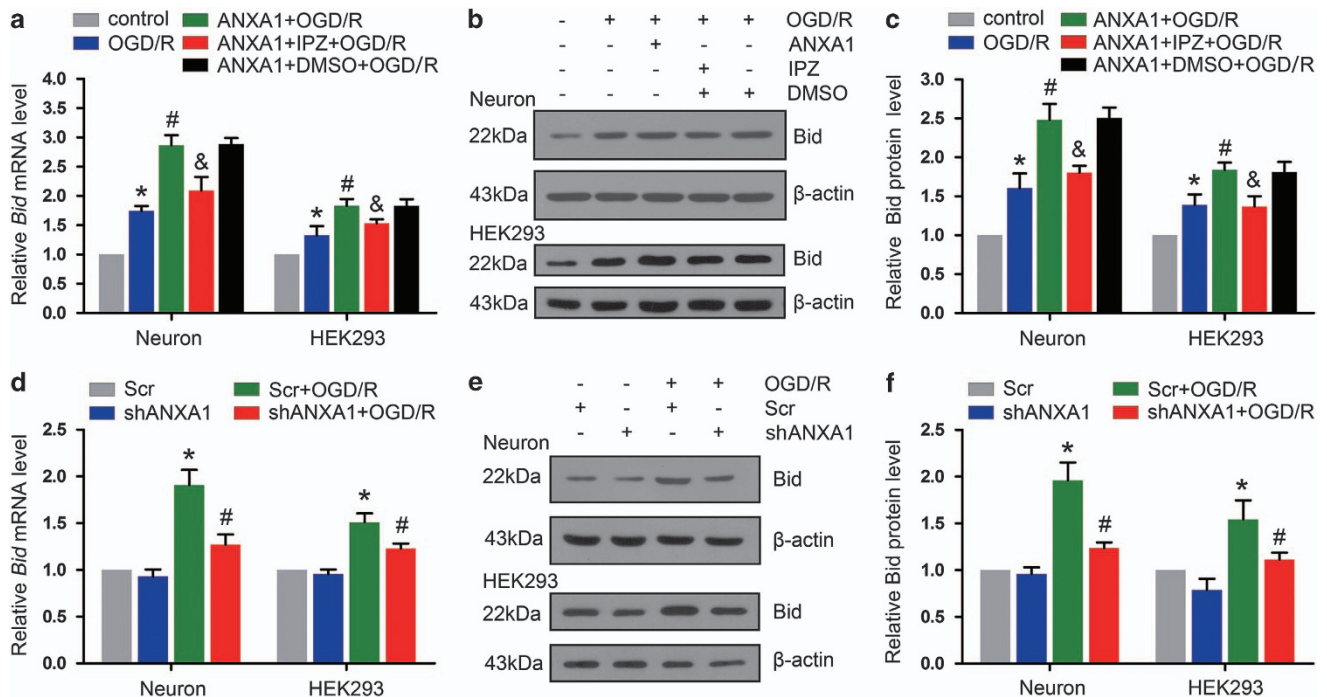 a
control
ANXA1+OGD/R
OGD/R
ANXA1+IPZ+OGD/R
ANXA1+DMSO+OGD/R
Relative Bid mRNA level
4.0
3.5
3.0
2.5
2.0
1.5
1.0
0.5
0.0
*
#
&
*
#
&
Neuron
HEK293
b
- + + + + OGD/R
- - + - - ANXA1
- - - + - IPZ
- - - + + DMSO
Neuron
22kDa
Bid
43kDa
β-actin
HEK293
22kDa
Bid
43kDa
β-actin
c
control
ANXA1+OGD/R
OGD/R
ANXA1+IPZ+OGD/R
ANXA1+DMSO+OGD/R
Relative Bid protein level
3.0
2.5
2.0
1.5
1.0
0.5
0.0
*
#
&
*
#
&
Neuron
HEK293
d
Scr
Scr+OGD/R
shANXA1
shANXA1+OGD/R
Relative Bid mRNA level
2.5
2.0
1.5
1.0
0.5
0.0
*
#
*
#
Neuron
HEK293
e
- - + + OGD/R
+ - + - Scr
- + - + shANXA1
Neuron
22kDa
Bid
43kDa
β-actin
HEK293
22kDa
Bid
43kDa
β-actin
f
Scr
Scr+OGD/R
shANXA1
shANXA1+OGD/R
Relative Bid protein level
2.5
2.0
1.5
1.0
0.5
0.0
*
#
*
#
Neuron
HEK293